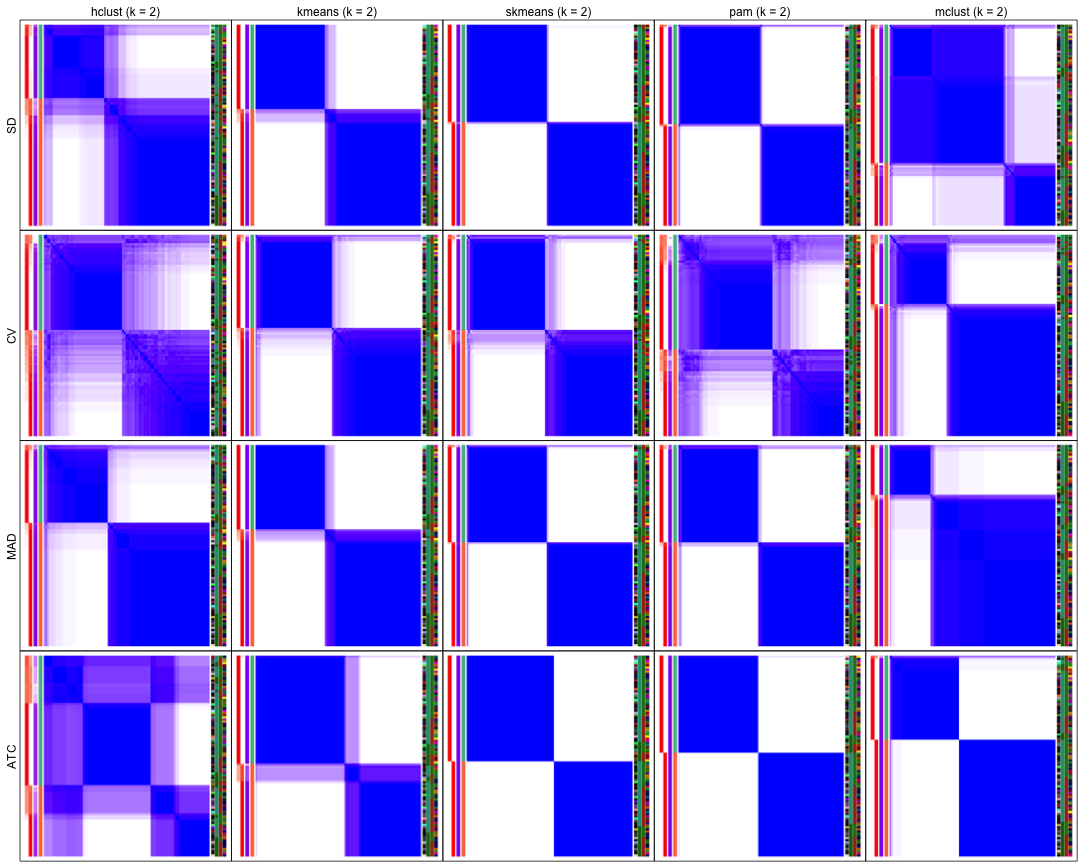 hclust (k = 2)
kmeans (k = 2)
skmeans (k = 2)
pam (k = 2)
mclust (k = 2)
SD
CV
MAD
ATC